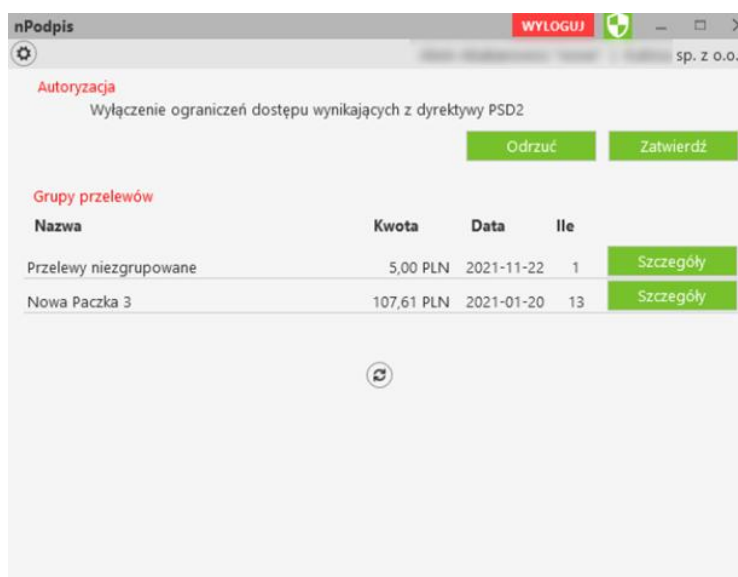 nPodpis WYLOGUJ
sp. z o.o.
Autoryzacja
Wyłączenie ograniczeń dostępu wynikających z dyrektywy PSD2
Odrzuć Zatwierdź
Grupy przelewów
Nazwa Kwota Data Ile
Przelewy niezgrupowane 5,00 PLN 2021-11-22 1 Szczegóły
Nowa Paczka 3 107,61 PLN 2021-01-20 13 Szczegóły